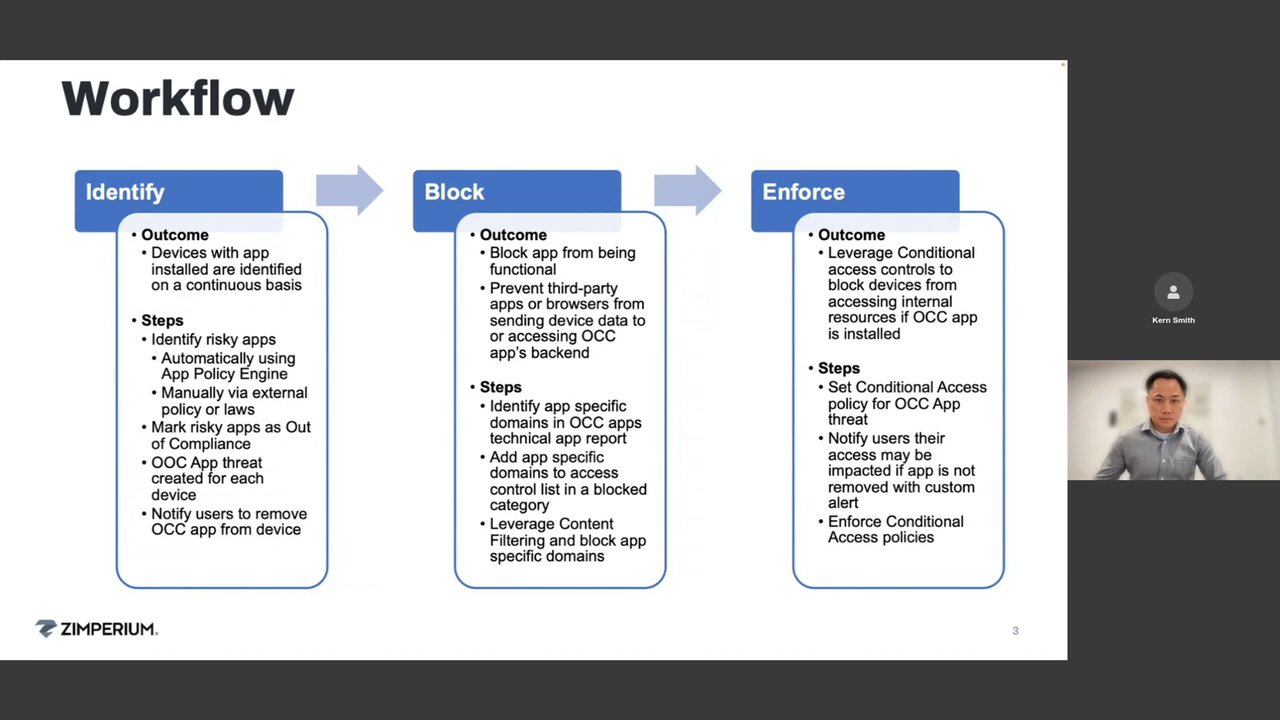 Workflow
Identify
• Outcome
• Devices with app
installed are identified
on a continuous basis
• Steps
• Identify risky apps
• Automatically using
App Policy Engine
• Manually via external
policy or laws
• Mark risky apps as Out
of Compliance
• OOC App threat
created for each
device
• Notify users to remove
OCC app from device
Block
• Outcome
• Block app from being
functional
• Prevent third-party
apps or browsers from
sending device data to
or accessing OCC
app's backend
• Steps
• Identify app specific
domains in OCC apps
technical app report
• Add app specific
domains to access
control list in a blocked
category
• Leverage Content
Filtering and block app
specific domains
Enforce
• Outcome
• Leverage Conditional
access controls to
block devices from
accessing internal
resources if OCC app
is installed
• Steps
• Set Conditional Access
policy for OCC App
threat
• Notify users their
access may be
impacted if app is not
removed with custom
alert
• Enforce Conditional
Access policies
ZIMPERIUM.
3
Kern Smith